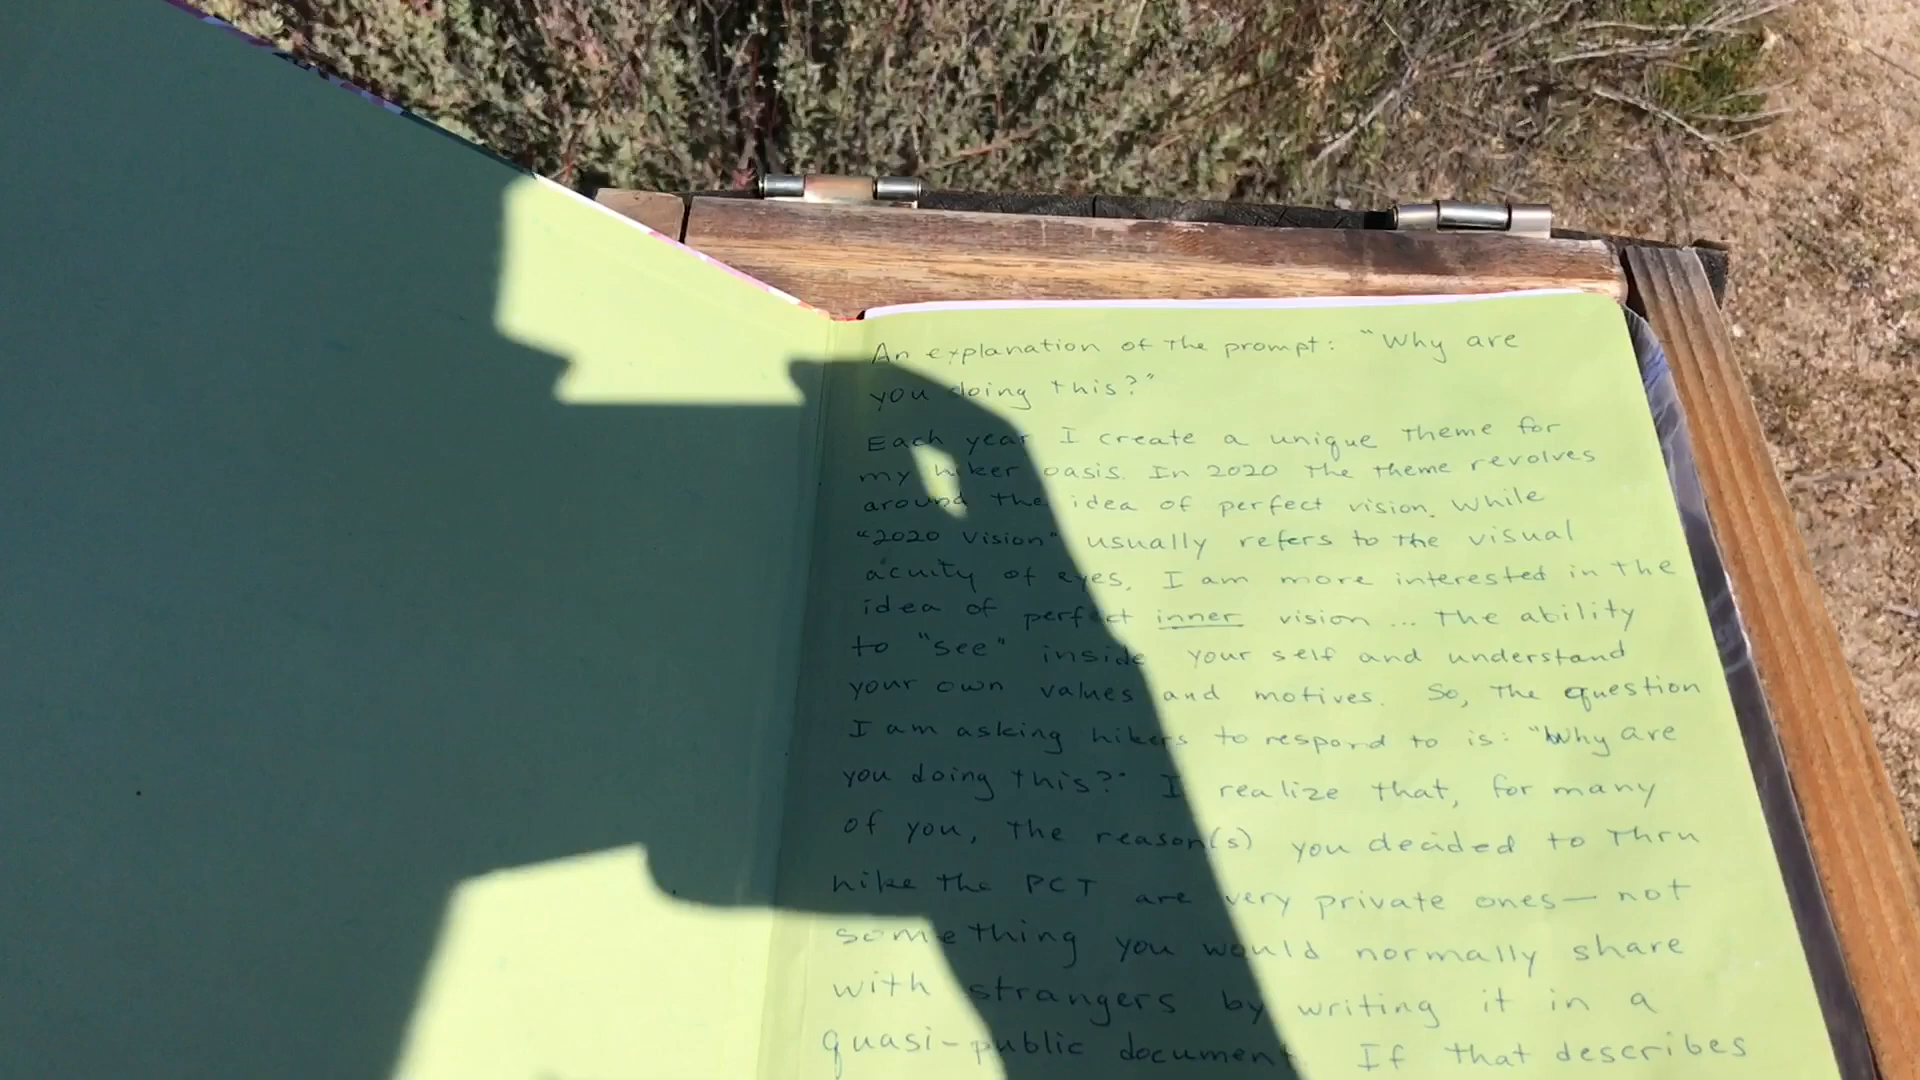 An explanation of the prompt: "Why are
you doing this?"
Each year I create a unique theme for
my hiker oasis. In 2020 the theme revolves
around the idea of perfect vision. While
"2020 Vision" usually refers to the visual
acuity of eyes, I am more interested in the
idea of perfect inner vision ... the ability
to "see" inside your self and understand
your own values and motives. So, the question
I am asking hikers to respond to is: "Why are
you doing this?" I realize that, for many
of you, the reason(s) you decided to thru
hike the PCT are very private ones— not
something you would normally share
with strangers by writing it in a
quasi-public document. If that describes